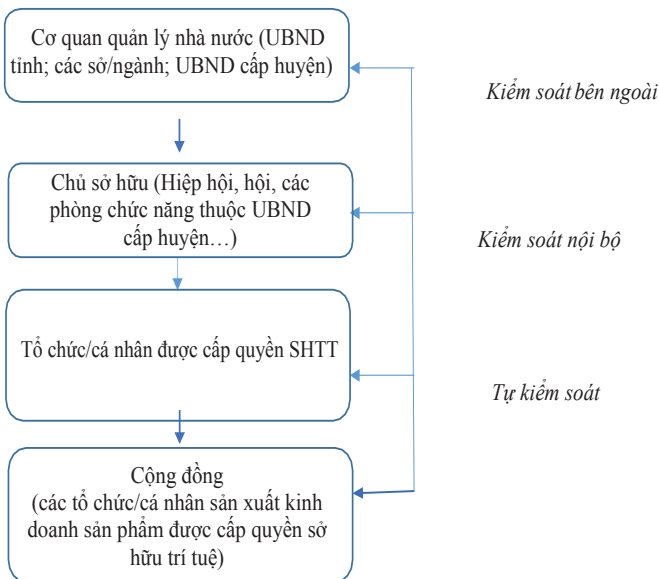 Cơ quan quản lý nhà nước (UBND
tỉnh; các sở/ngành; UBND cấp huyện)
Kiểm soát bên ngoài
Chủ sở hữu (Hiệp hội, hội, các
phòng chức năng thuộc UBND
cấp huyện…)
Kiểm soát nội bộ
Tổ chức/cá nhân được cấp quyền SHTT
Tự kiểm soát
Cộng đồng
(các tổ chức/cá nhân sản xuất kinh
doanh sản phẩm được cấp quyền sở
hữu trí tuệ)